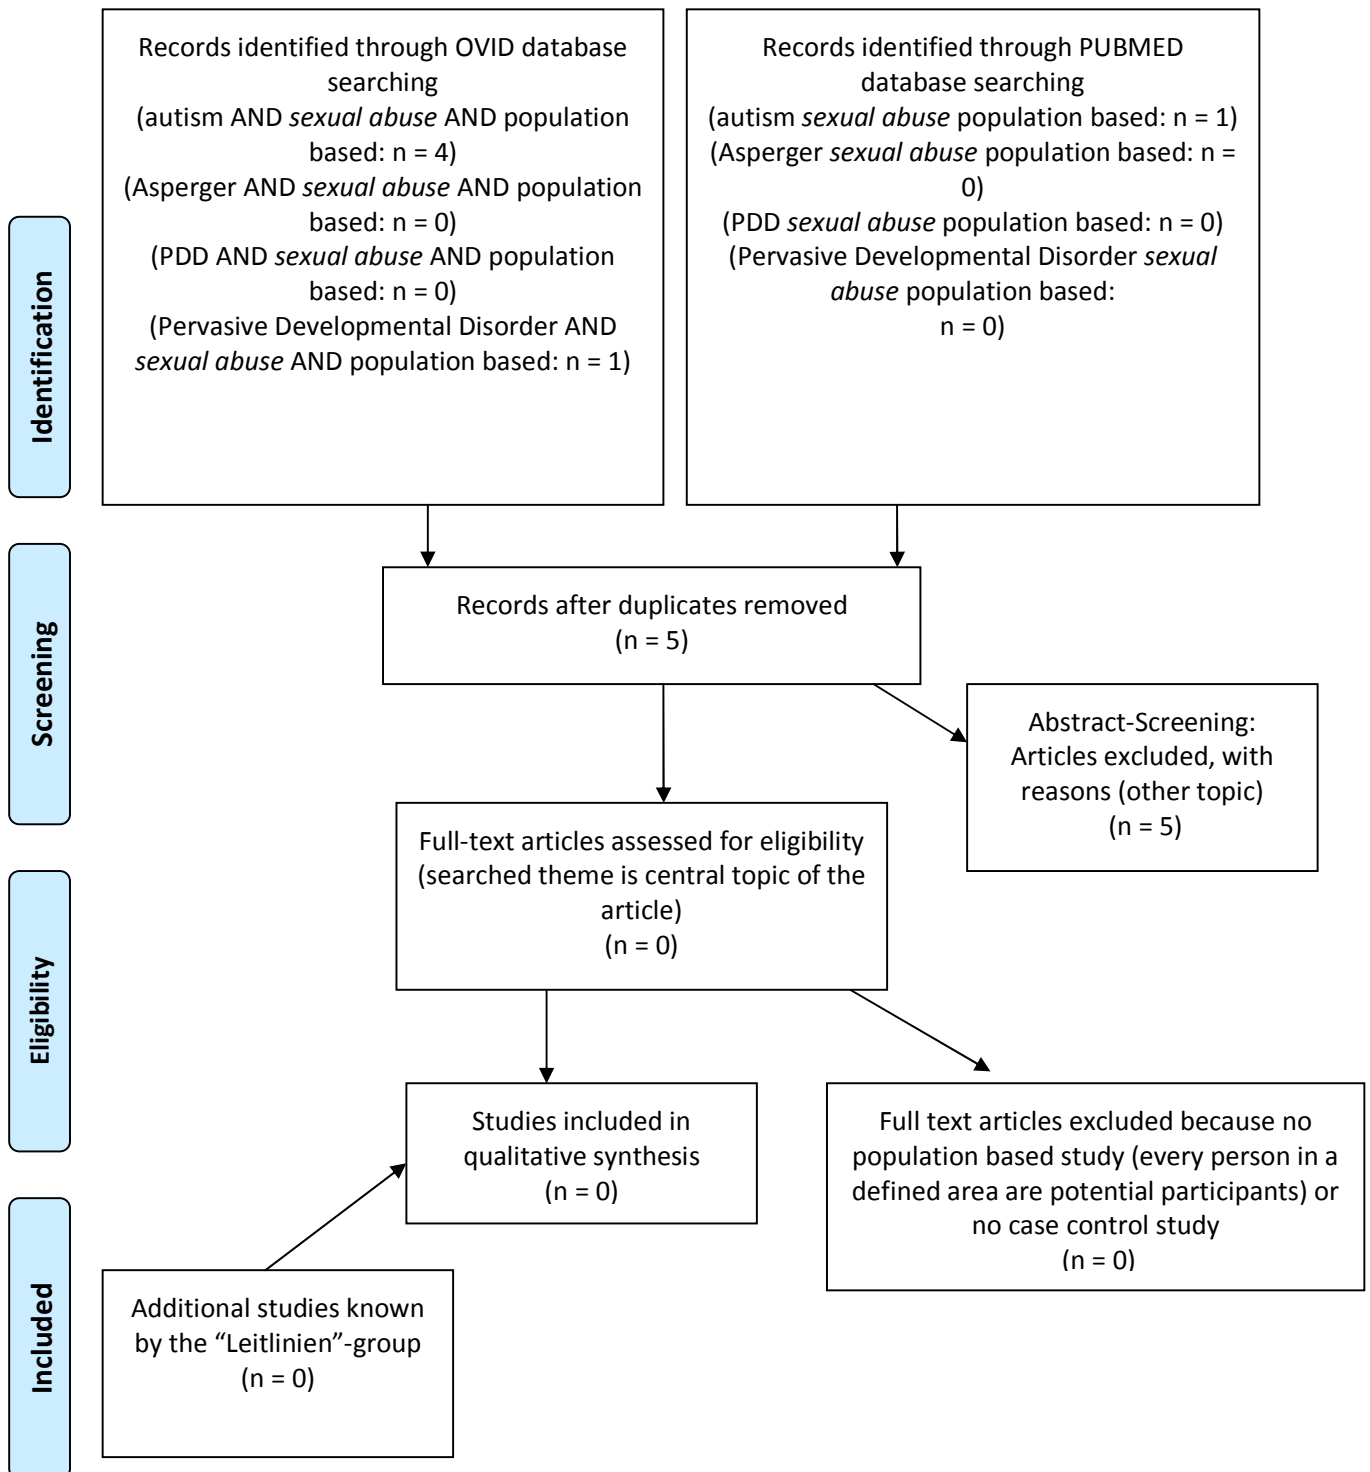 Records identified through OVID database
searching
(autism AND sexual abuse AND population
based: n = 4)
(Asperger AND sexual abuse AND population
based: n = 0)
(PDD AND sexual abuse AND population
based: n = 0)
(Pervasive Developmental Disorder AND
sexual abuse AND population based: n = 1)
Records identified through PUBMED
database searching
(autism sexual abuse population based: n = 1)
(Asperger sexual abuse population based: n =
0)
(PDD sexual abuse population based: n = 0)
(Pervasive Developmental Disorder sexual
abuse population based:
n = 0)
Identification
Records after duplicates removed
(n = 5)
Screening
Abstract-Screening:
Articles excluded, with
reasons (other topic)
(n = 5)
Full-text articles assessed for eligibility
(searched theme is central topic of the
article)
(n = 0)
Eligibility
Studies included in
qualitative synthesis
(n = 0)
Full text articles excluded because no
population based study (every person in a
defined area are potential participants) or
no case control study
(n = 0)
Included
Additional studies known
by the “Leitlinien”-group
(n = 0)